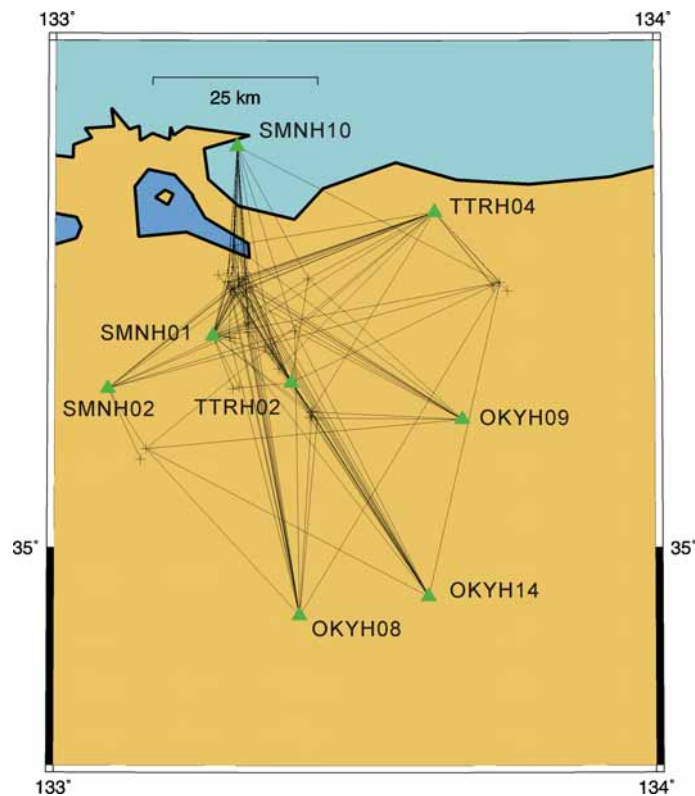 133°
134°
25 km
SMNH10
TTRH04
SMNH01
SMNH02
TTRH02
OKYH09
35°
35°
OKYH14
OKYH08
133°
134°